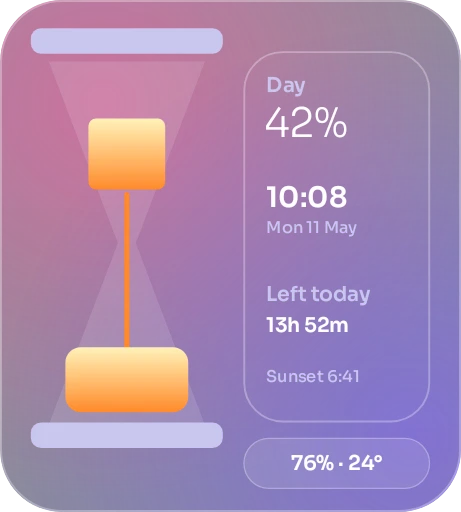 Day
42%
10:08
Mon 11 May
Left today
13h 52m
Sunset 6:41
76% · 24°